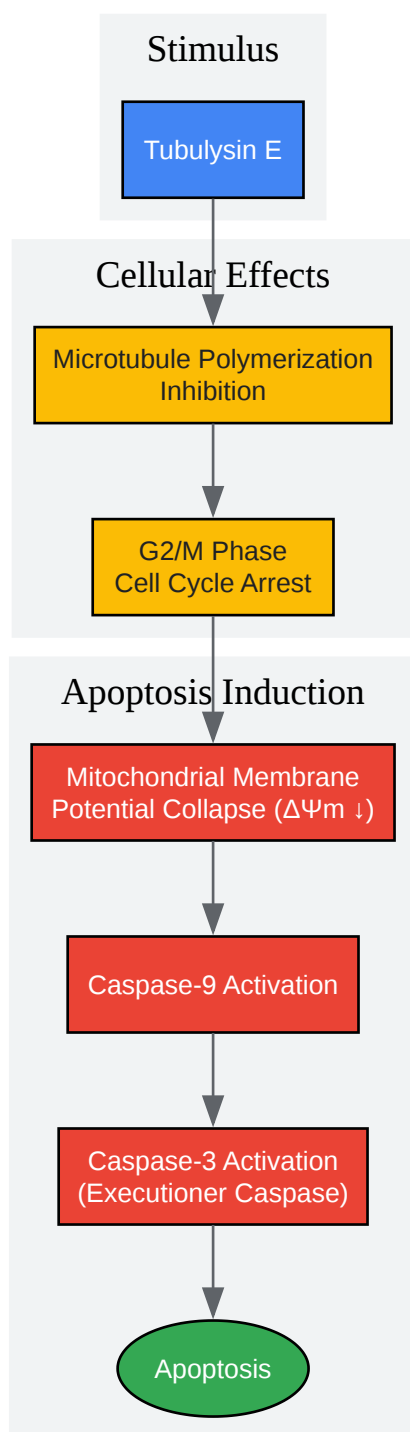 Stimulus
Tubulysin E
Cellular Effects
Microtubule Polymerization
Inhibition
G2/M Phase
Cell Cycle Arrest
Apoptosis Induction
Mitochondrial Membrane
Potential Collapse (ΔΨm ↓)
Caspase-9 Activation
Caspase-3 Activation
(Executioner Caspase)
Apoptosis